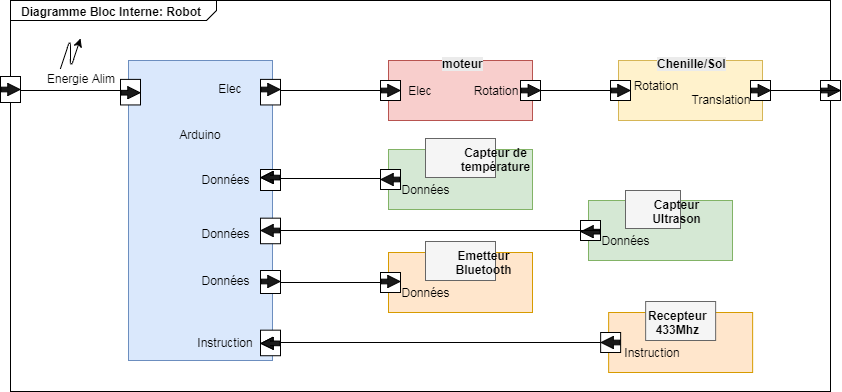 Diagramme Bloc Interne: Robot
Energie Alim
Elec
Arduino
Données
Données
Données
Instruction
moteur
Elec
Rotation
Chenille/Sol
Rotation
Translation
Capteur de
température
Données
Capteur
Ultrason
Données
Emetteur
Bluetooth
Données
Recepteur
433Mhz
Instruction